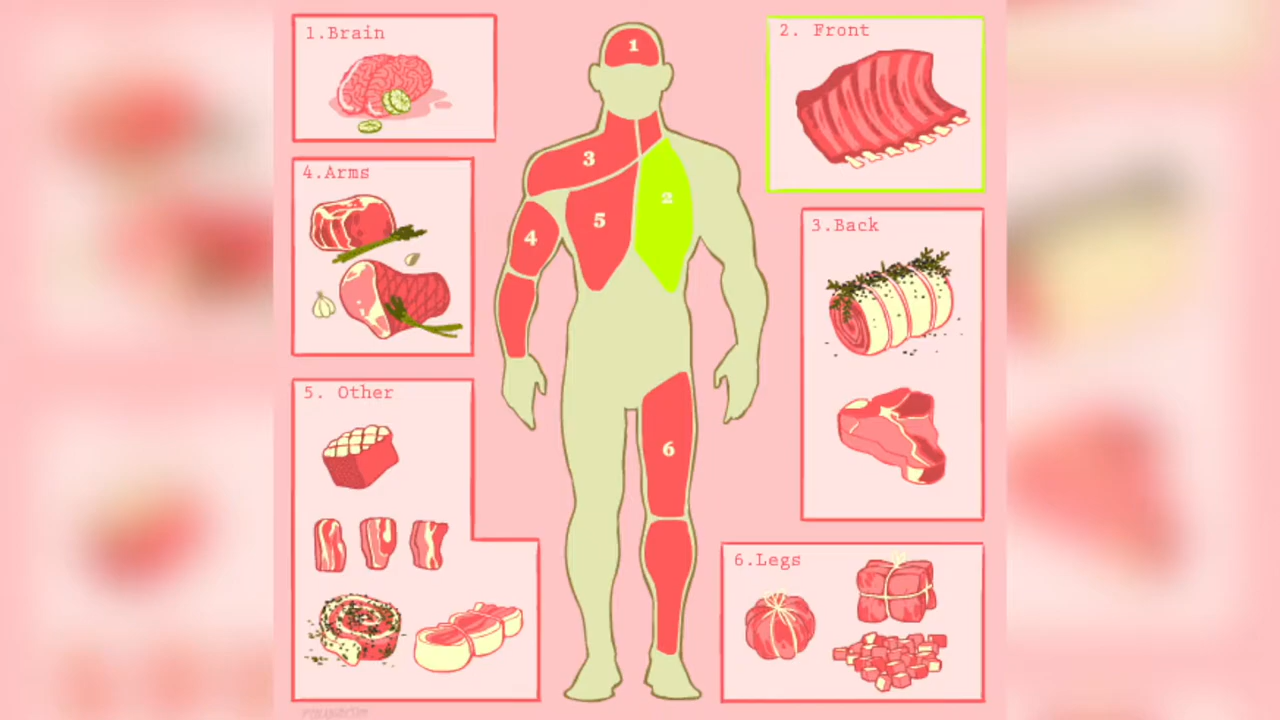 1.Brain
1
2. Front
3
4.Arms
2
5
3.Back
4
5. Other
6
6.Legs